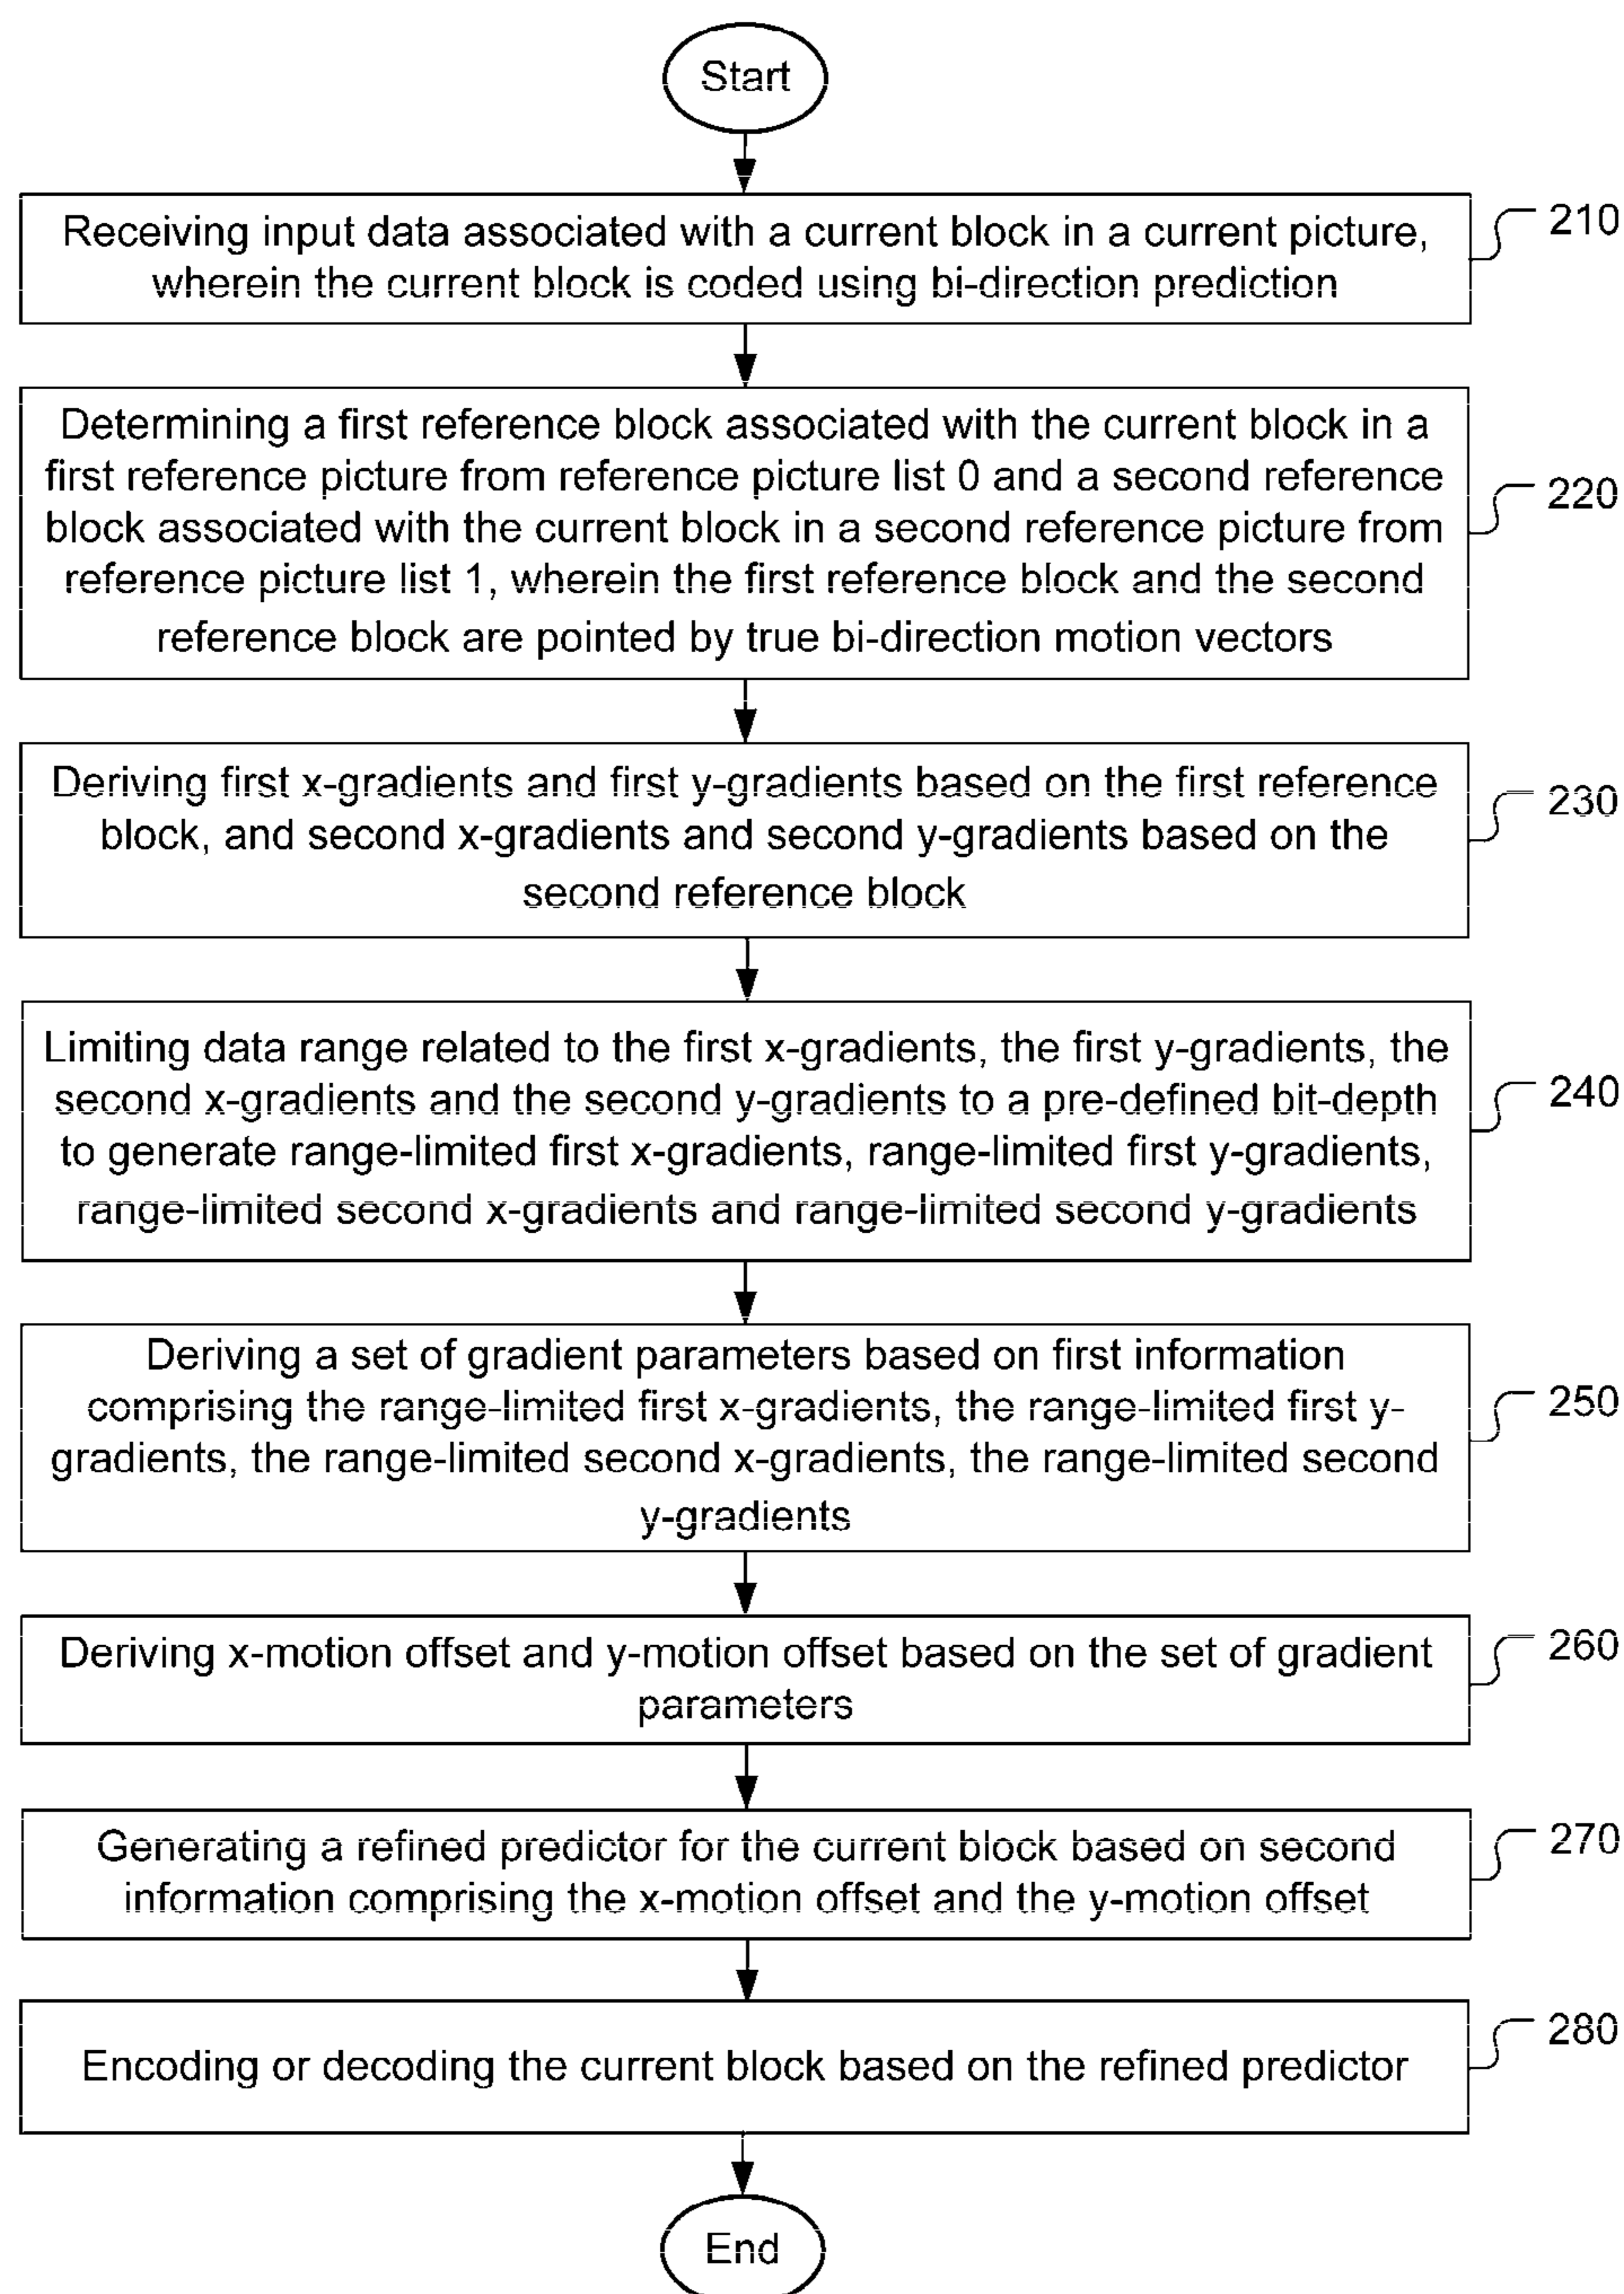 Start
Receiving input data associated with a current block in a current picture,
wherein the current block is coded using bi-direction prediction
210
Determining a first reference block associated with the current block in a
first reference picture from reference picture list 0 and a second reference
block associated with the current block in a second reference picture from
reference picture list 1, wherein the first reference block and the second
reference block are pointed by true bi-direction motion vectors
220
Deriving first x-gradients and first y-gradients based on the first reference
block, and second x-gradients and second y-gradients based on the
second reference block
230
Limiting data range related to the first x-gradients, the first y-gradients, the
second x-gradients and the second y-gradients to a pre-defined bit-depth
to generate range-limited first x-gradients, range-limited first y-gradients,
range-limited second x-gradients and range-limited second y-gradients
240
Deriving a set of gradient parameters based on first information
comprising the range-limited first x-gradients, the range-limited first y-
gradients, the range-limited second x-gradients, the range-limited second
y-gradients
250
Deriving x-motion offset and y-motion offset based on the set of gradient
parameters
260
Generating a refined predictor for the current block based on second
information comprising the x-motion offset and the y-motion offset
270
Encoding or decoding the current block based on the refined predictor
280
End